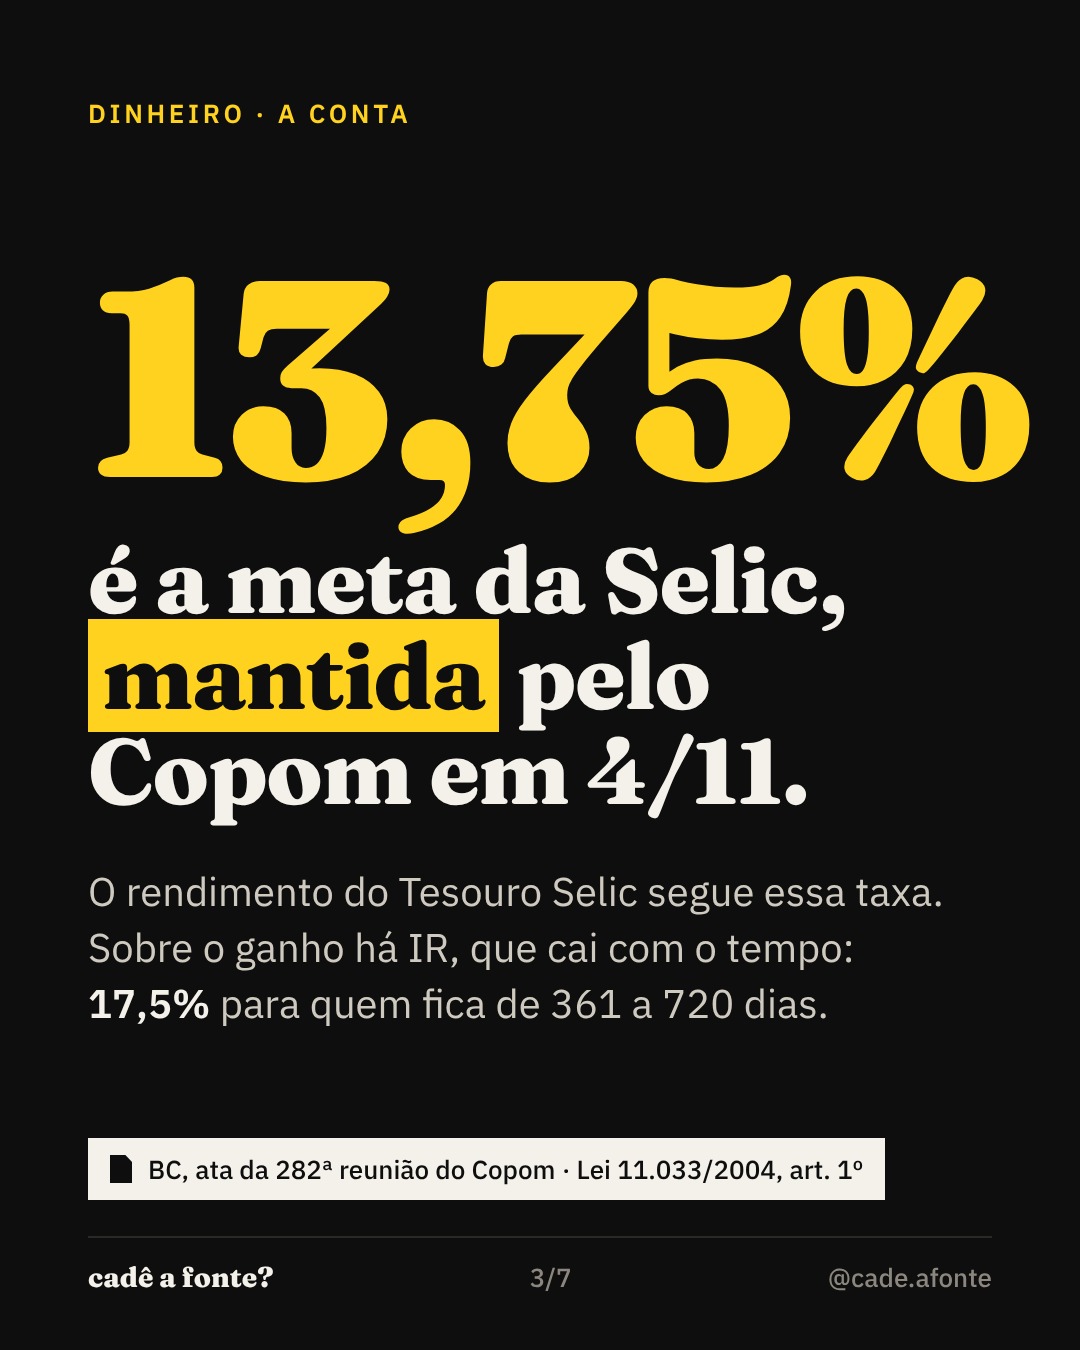 DINHEIRO · A CONTA
13,75%
é a meta da Selic,
mantida pelo
Copom em 4/11.
O rendimento do Tesouro Selic segue essa taxa.
Sobre o ganho há IR, que cai com o tempo:
17,5% para quem fica de 361 a 720 dias.
BC, ata da 282ª reunião do Copom · Lei 11.033/2004, art. 1º
cadê a fonte?
3/7
@cade.afonte